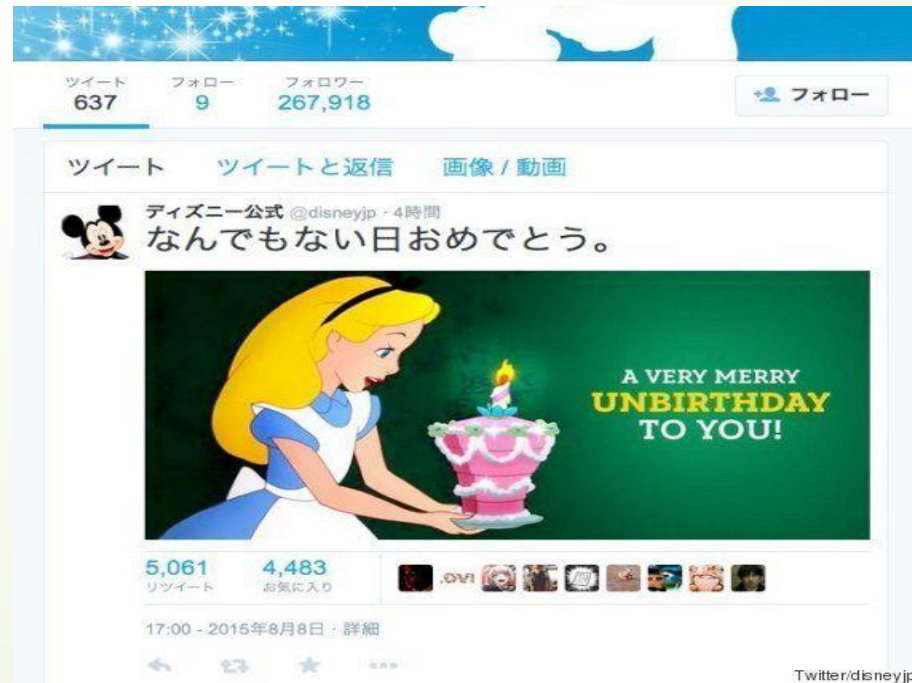 ツイート フォロー フォロワー
637 9 267,918 フォロー
ツイート ツイートと返信 画像 / 動画
ディズニー公式 @disneyjp · 4時間
なんでもない日おめでとう。
A VERY MERRY
UNBIRTHDAY
TO YOU!
5,061 4,483
リツイート お気に入り
.OVI
17:00 - 2015年8月8日 · 詳細
Twitter/disneyjp